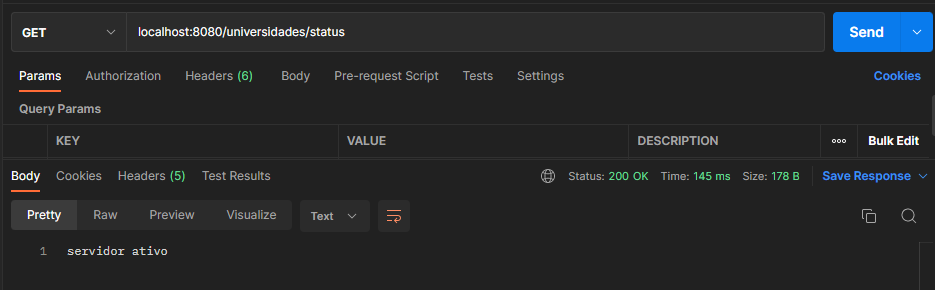 GET localhost:8080/universidades/status Send
Params Authorization Headers (6) Body Pre-request Script Tests Settings Cookies
Query Params
KEY VALUE DESCRIPTION ooo Bulk Edit
Body Cookies Headers (5) Test Results Status: 200 OK Time: 145 ms Size: 178 B Save Response
Pretty Raw Preview Visualize Text
1 servidor ativo